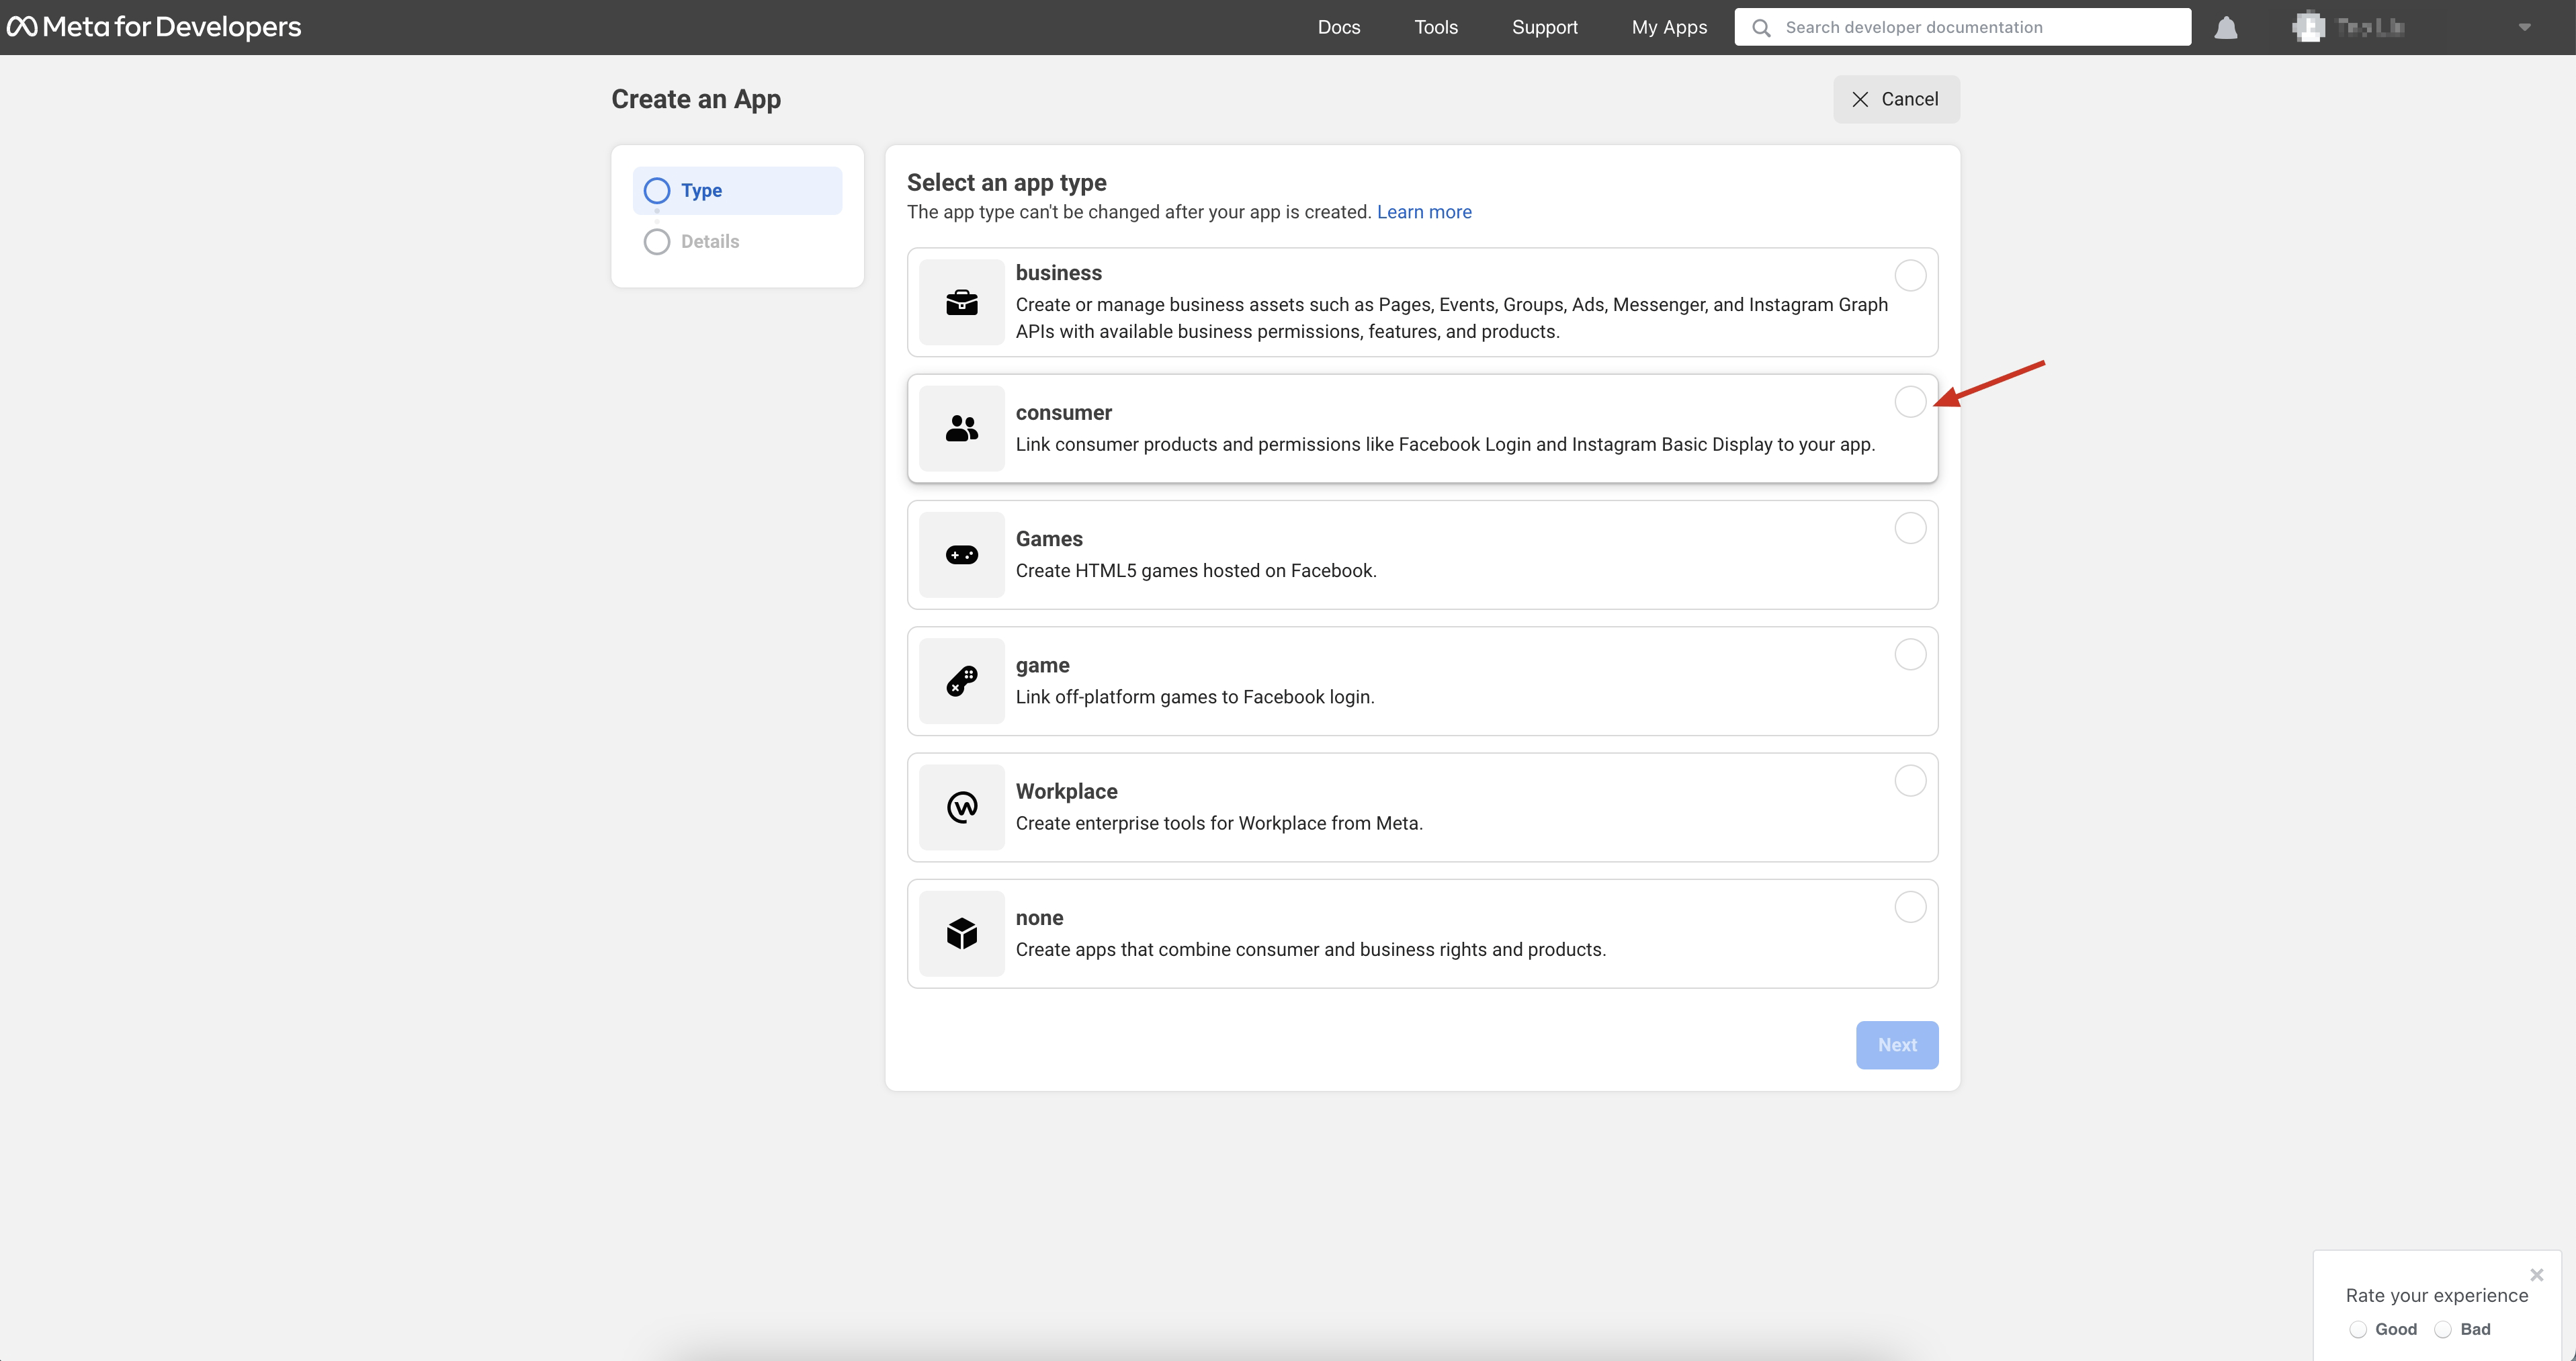 Meta for Developers
Docs
Tools
Support
My Apps
Search developer documentation
Create an App
Cancel
Type
Details
Select an app type
The app type can't be changed after your app is created. Learn more
business
Create or manage business assets such as Pages, Events, Groups, Ads, Messenger, and Instagram Graph
APIs with available business permissions, features, and products.
consumer
Link consumer products and permissions like Facebook Login and Instagram Basic Display to your app.
Games
Create HTML5 games hosted on Facebook.
game
Link off-platform games to Facebook login.
Workplace
Create enterprise tools for Workplace from Meta.
none
Create apps that combine consumer and business rights and products.
Next
Rate your experience
Good
Bad